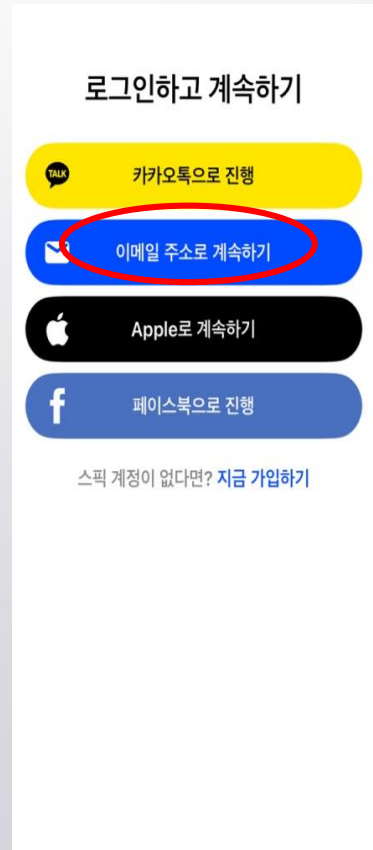 로그인하고 계속하기
TALK
카카오톡으로 진행
이메일 주소로 계속하기
Apple로 계속하기
페이스북으로 진행
스픽 계정이 없다면? 지금 가입하기